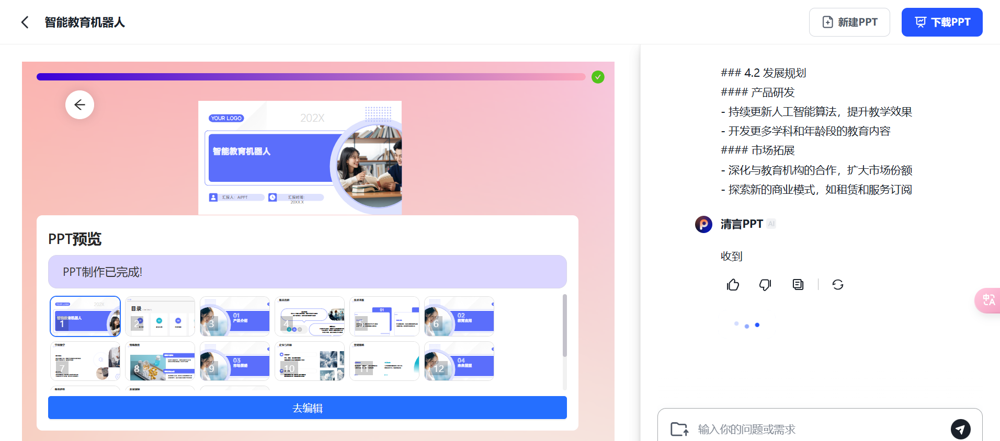 智能教育机器人
新建PPT
下载PPT
YOUR LOGO
202X
智能教育机器人
汇报人：AiPPT
汇报时间：
20XX.X
PPT预览
PPT制作已完成!
YOUR LOGO
202X
智能教育机器人
1
目录
2
01
产品介绍
3
4
01
5
02
教育应用
6
7
8
03
9
10
11
04
未来展望
12
去编辑
### 4.2 发展规划
#### 产品研发
- 持续更新人工智能算法，提升教学效果
- 开发更多学科和年龄段的教育内容
#### 市场拓展
- 深化与教育机构的合作，扩大市场份额
- 探索新的商业模式，如租赁和服务订阅
清言PPT AI
收到
输入你的问题或需求